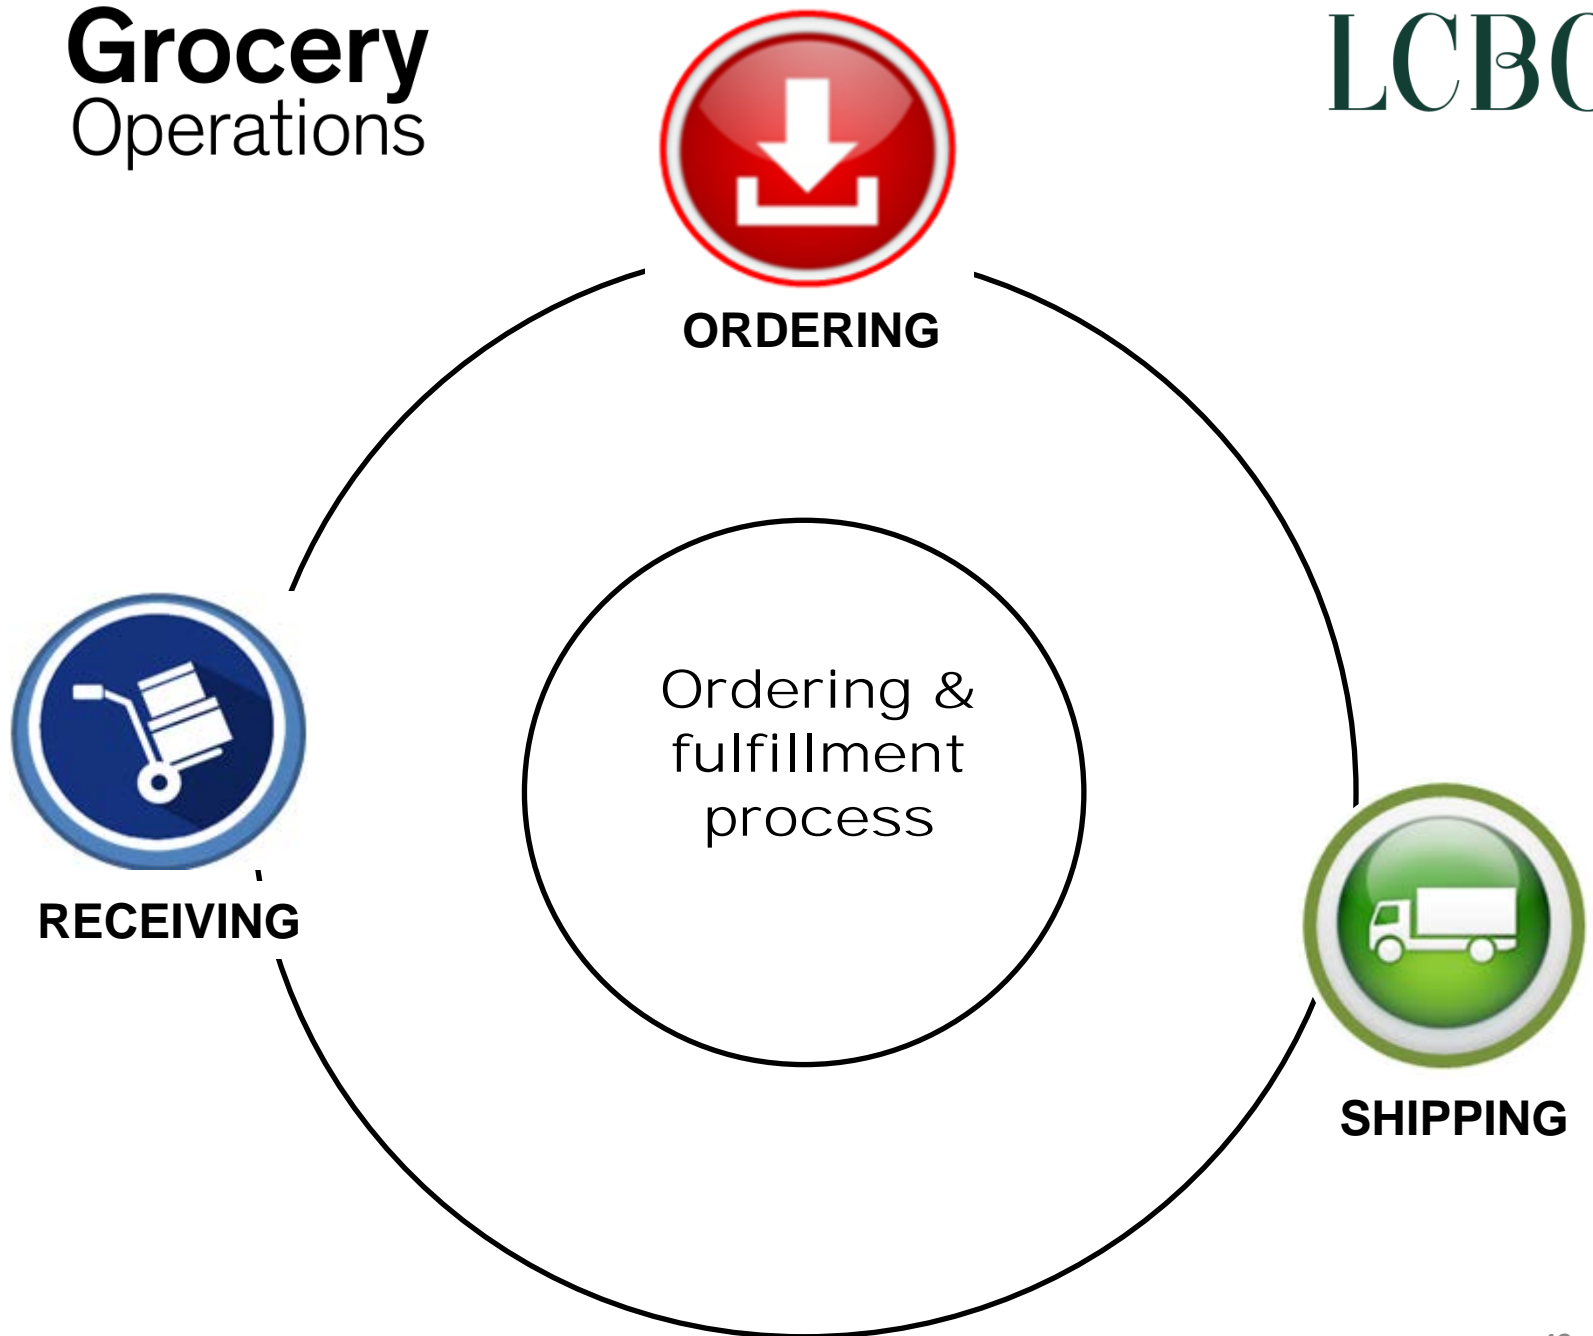 Grocery
Operations
LCBO
ORDERING
Ordering &
fulfillment
process
RECEIVING
SHIPPING